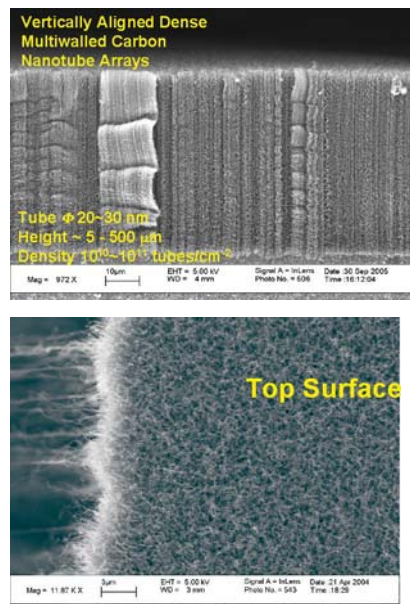 Vertically Aligned Dense
Multiwalled Carbon
Nanotube Arrays
Tube Φ 20~30 nm
Height ~ 5 - 500 μm
Density 10¹⁰~10¹¹ tubes/cm⁻²
Mag = 972 X
10μm
EHT = 5.00 kV
WD = 4 mm
Signal A = InLens
Photo No. = 606
Date :30 Sep 2005
Time :16:12:04
Top Surface
Mag = 11.87 K X
3μm
EHT = 5.00 kV
WD = 3 mm
Signal A = InLens
Photo No. = 543
Date :21 Apr 2004
Time :18:29